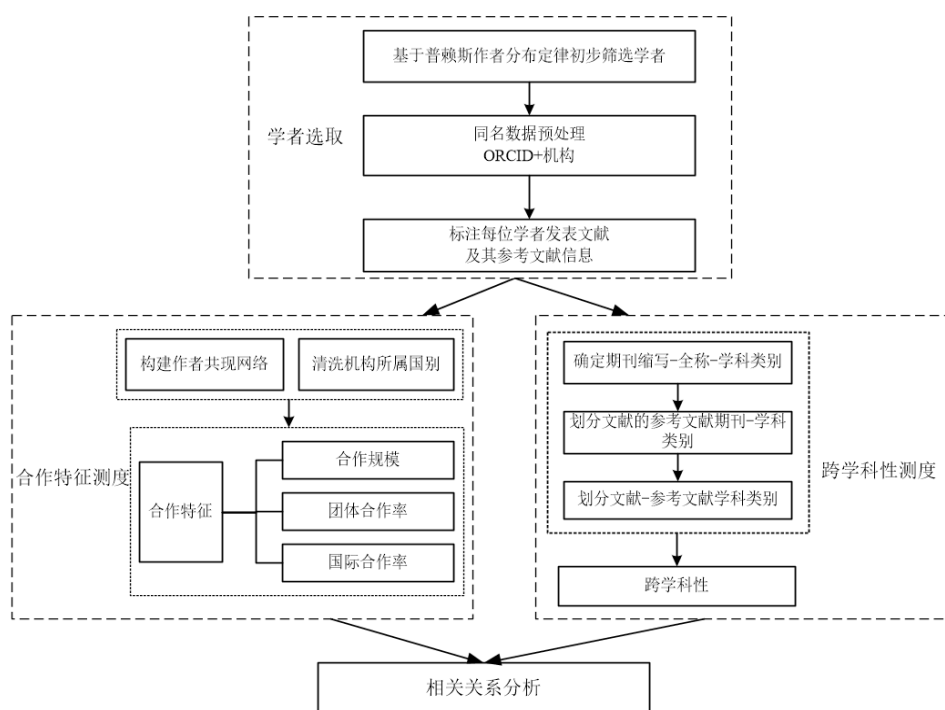 基于普赖斯作者分布定律初步筛选学者
学者选取
同名数据预处理
ORCID+机构
标注每位学者发表文献
及其参考文献信息
构建作者共现网络
清洗机构所属国别
合作特征测度
合作特征
合作规模
团体合作率
国际合作率
确定期刊缩写-全称-学科类别
划分文献的参考文献期刊-学科
类别
划分文献-参考文献学科类别
跨学科性测度
跨学科性
相关关系分析